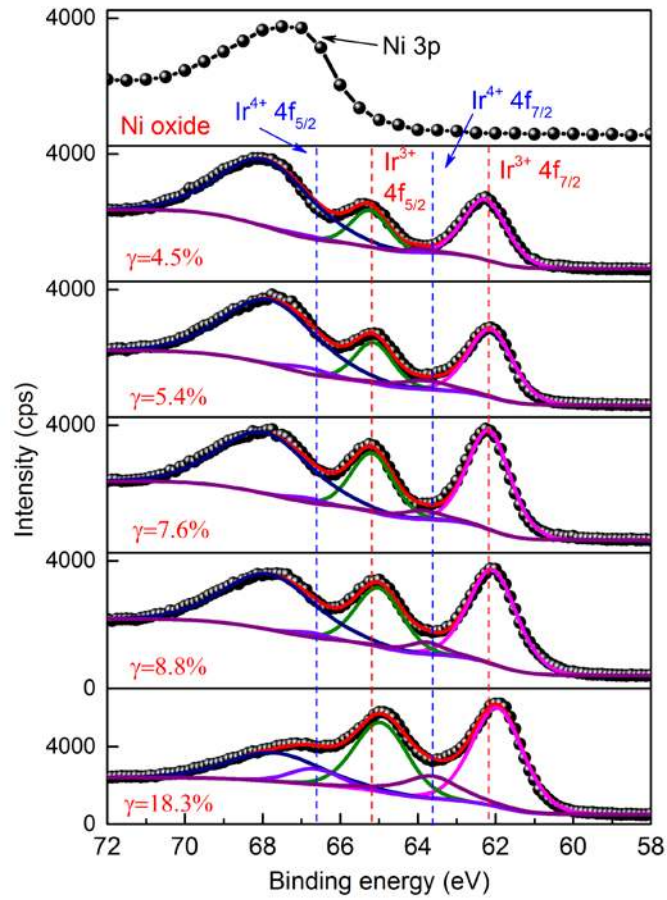 4000
Ni 3p
Ni oxide
Ir⁴⁺ 4f₅/₂
Ir⁴⁺ 4f₇/₂
4000
Ir³⁺
4f₅/₂
Ir³⁺ 4f₇/₂
γ=4.5%
4000
γ=5.4%
4000
γ=7.6%
4000
γ=8.8%
0
4000
γ=18.3%
0
72 70 68 66 64 62 60 58
Binding energy (eV)
Intensity (cps)